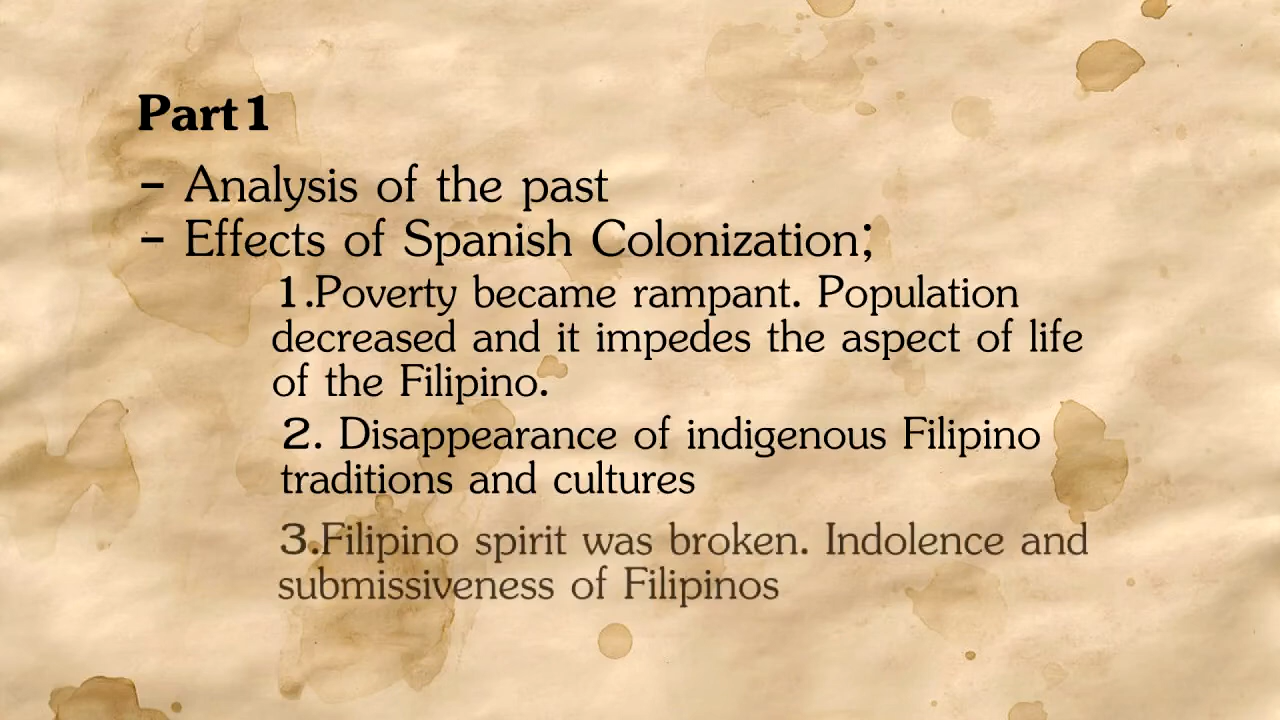 Part 1
- Analysis of the past
- Effects of Spanish Colonization;
1.Poverty became rampant. Population
decreased and it impedes the aspect of life
of the Filipino.
2. Disappearance of indigenous Filipino
traditions and cultures
3.Filipino spirit was broken. Indolence and
submissiveness of Filipinos